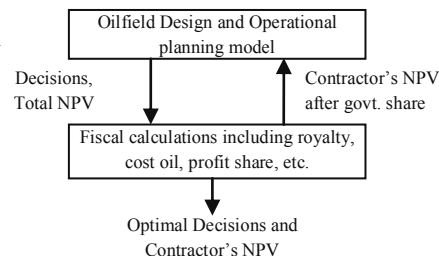 Oilfield Design and Operational
planning model
Decisions,
Total NPV
Contractor's NPV
after govt. share
Fiscal calculations including royalty,
cost oil, profit share, etc.
Optimal Decisions and
Contractor's NPV